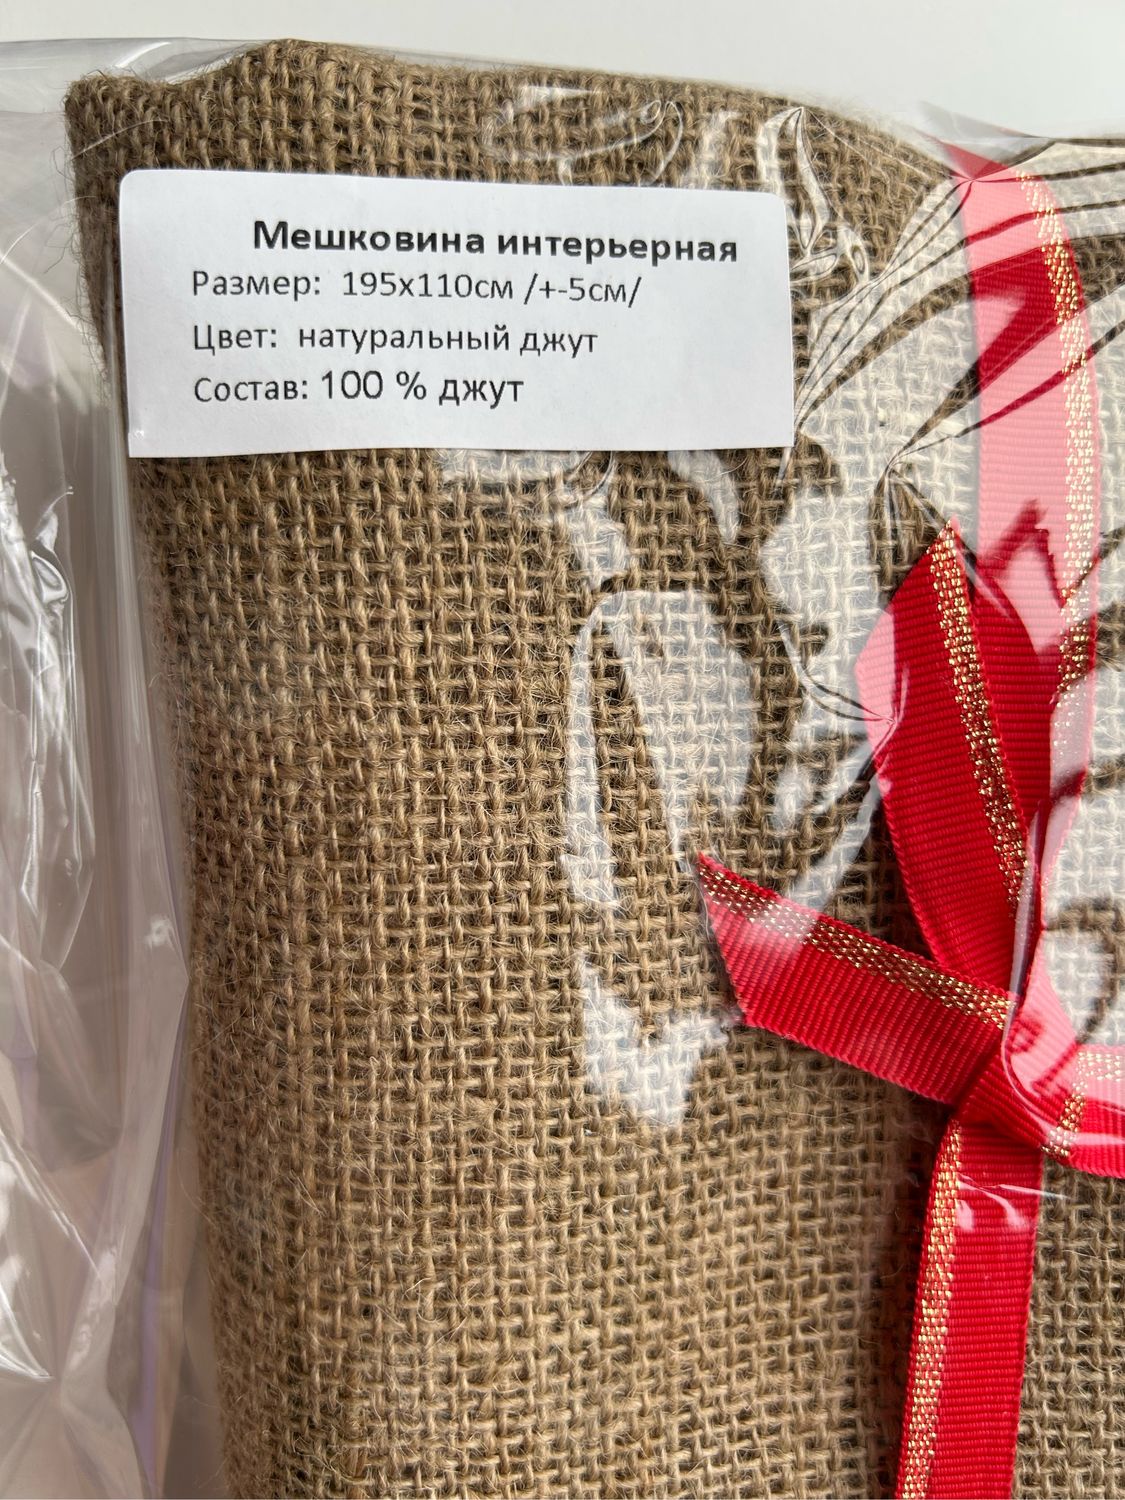 Мешковина интерьерная
Размер: 195х110см /+-5см/
Цвет: натуральный джут
Состав: 100 % джут